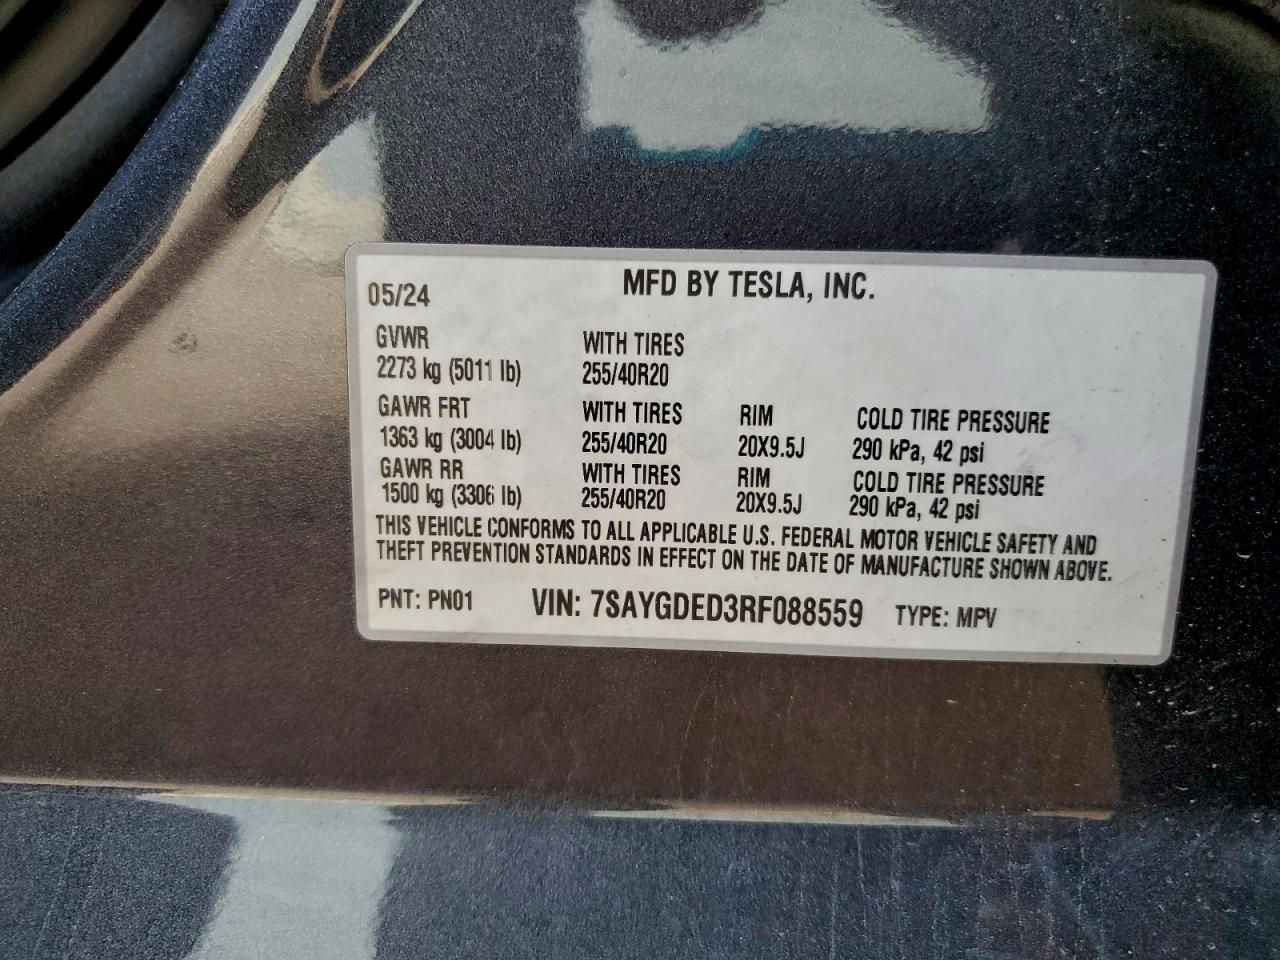 MFD BY TESLA, INC.
05/24
GVWR WITH TIRES
2273 kg (5011 lb) 255/40R20
GAWR FRT WITH TIRES RIM COLD TIRE PRESSURE
1363 kg (3004 lb) 255/40R20 20X9.5J 290 kPa, 42 psi
GAWR RR WITH TIRES RIM COLD TIRE PRESSURE
1500 kg (3306 lb) 255/40R20 20X9.5J 290 kPa, 42 psi
THIS VEHICLE CONFORMS TO ALL APPLICABLE U.S. FEDERAL MOTOR VEHICLE SAFETY AND
THEFT PREVENTION STANDARDS IN EFFECT ON THE DATE OF MANUFACTURE SHOWN ABOVE.
PNT: PN01 VIN: 7SAYGDED3RF088559 TYPE: MPV